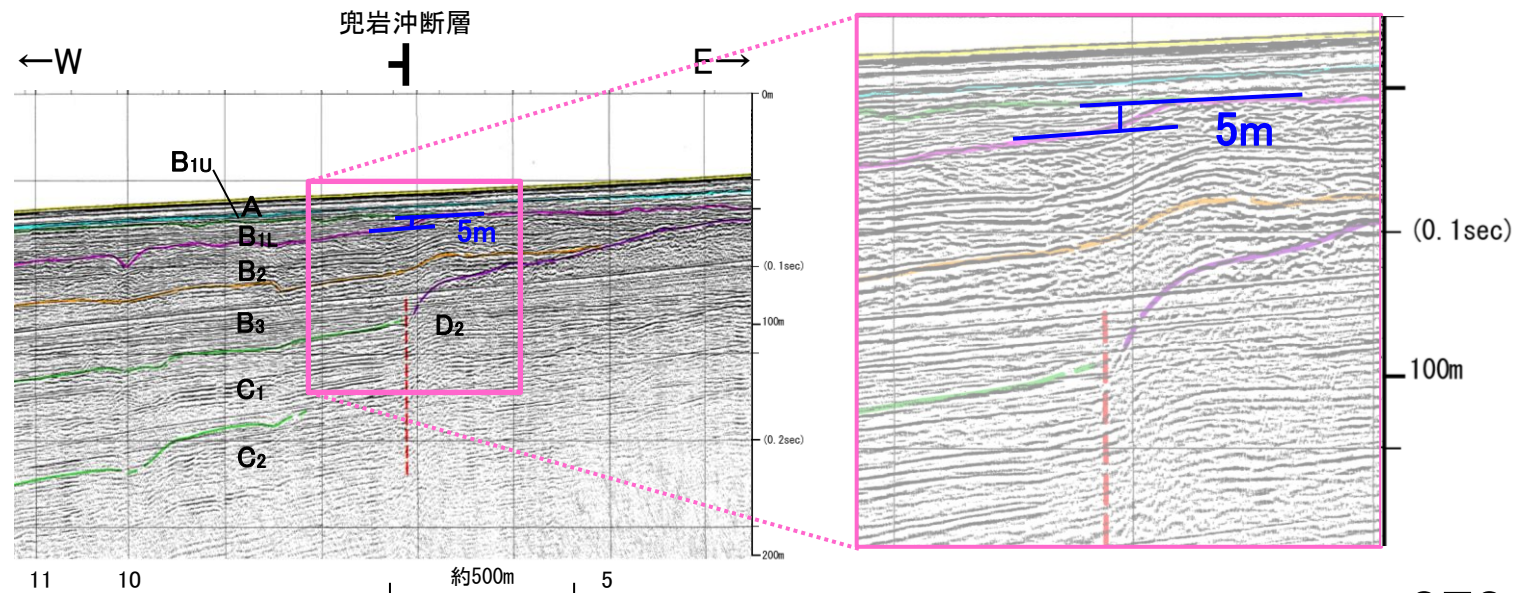 兜岩沖断層
←W
E→
0m
B1U
A
5m
B1L
B2
(0.1sec)
B3
D2
100m
C1
(0.2sec)
C2
200m
11
10
約500m
5
5m
(0.1sec)
100m